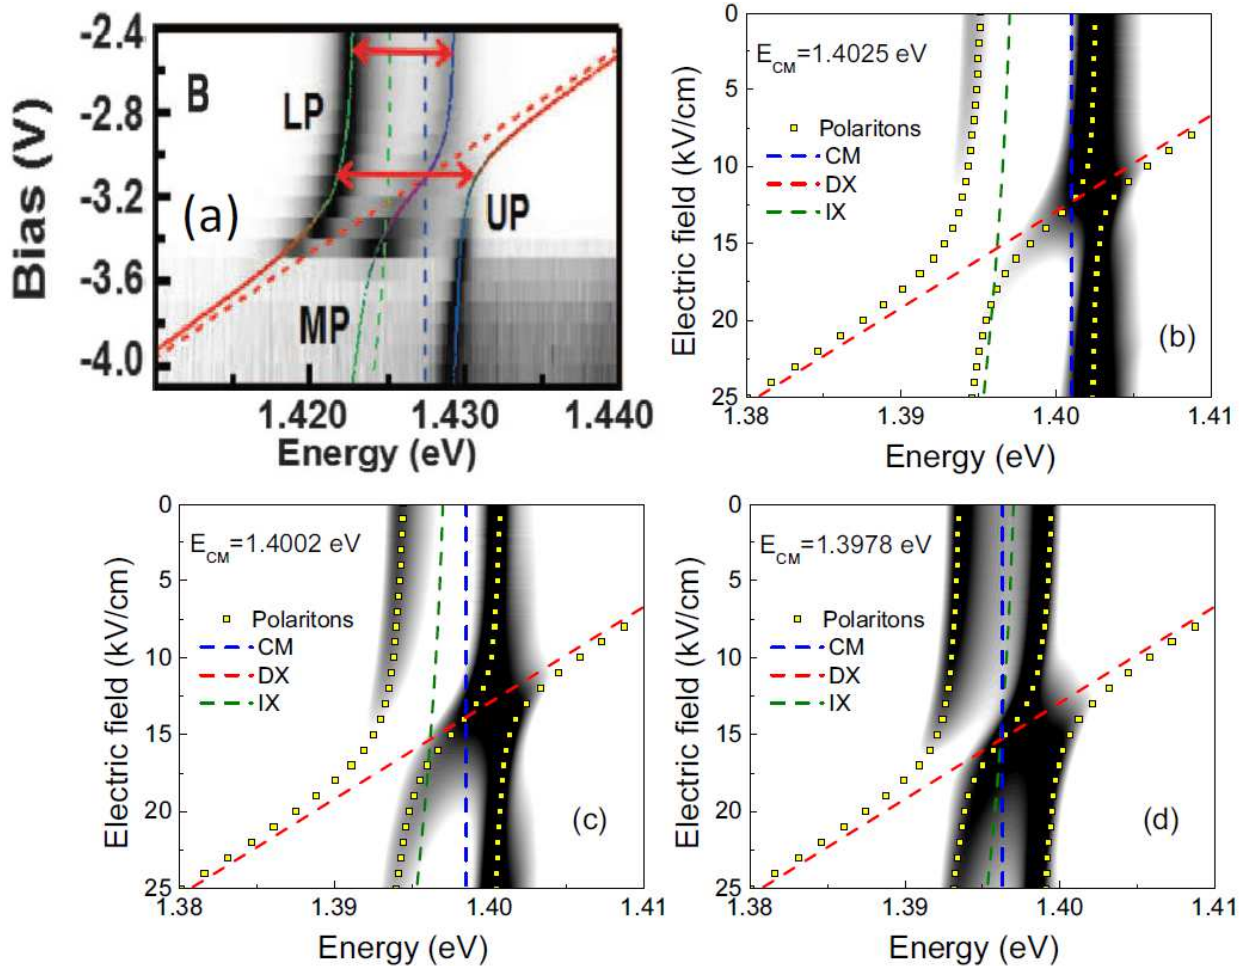 -2.4
-2.8
-3.2
-3.6
-4.0
Bias (V)
B
LP
(a)
UP
MP
1.420
1.430
1.440
Energy (eV)
0
5
10
15
20
25
Electric field (kV/cm)
E_CM=1.4025 eV
Polaritons
CM
DX
IX
(b)
1.38
1.39
1.40
1.41
Energy (eV)
0
5
10
15
20
25
Electric field (kV/cm)
E_CM=1.4002 eV
Polaritons
CM
DX
IX
(c)
1.38
1.39
1.40
1.41
Energy (eV)
0
5
10
15
20
25
Electric field (kV/cm)
E_CM=1.3978 eV
Polaritons
CM
DX
IX
(d)
1.38
1.39
1.40
1.41
Energy (eV)